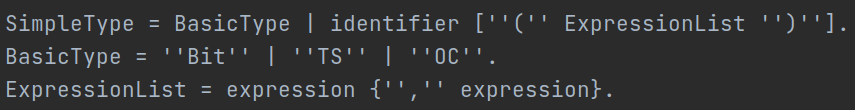 SimpleType = BasicType | identifier [''('' ExpressionList '')''].
BasicType = ''Bit'' | ''TS'' | ''OC''.
ExpressionList = expression {'','' expression}.